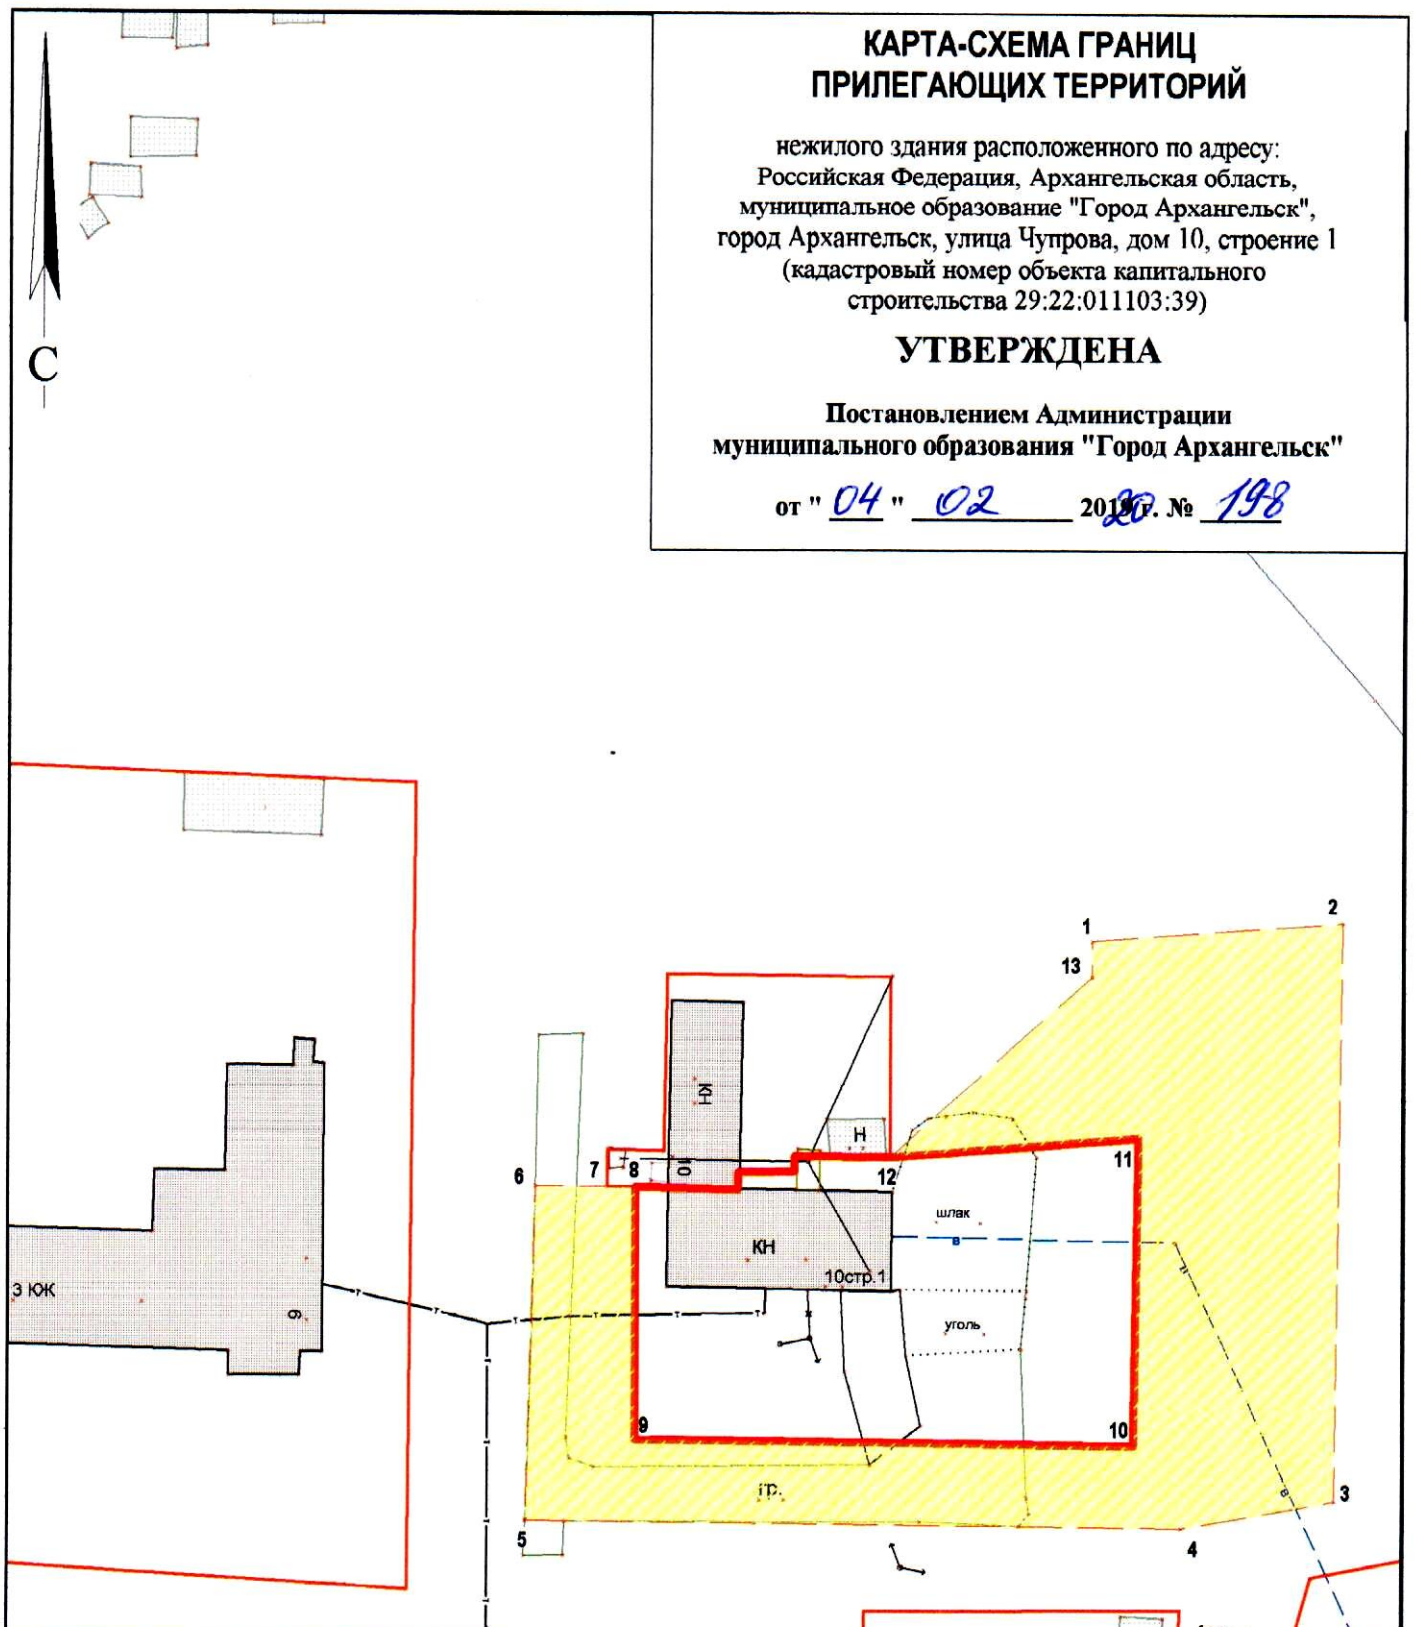 КАРТА-СХЕМА ГРАНИЦ
ПРИЛЕГАЮЩИХ ТЕРРИТОРИЙ
нежилого здания расположенного по адресу:
Российская Федерация, Архангельская область,
муниципальное образование "Город Архангельск",
город Архангельск, улица Чупрова, дом 10, строение 1
(кадастровый номер объекта капитального
строительства 29:22:011103:39)
УТВЕРЖДЕНА
Постановлением Администрации
муниципального образования "Город Архангельск"
от " 04 " 02 2020 г. № 198
С
1
2
13
КН
Н
10
6
7
8
12
11
шлак
в
КН
10стр.1
уголь
3 КЖ
9
9
10
гр.
в
3
5
4